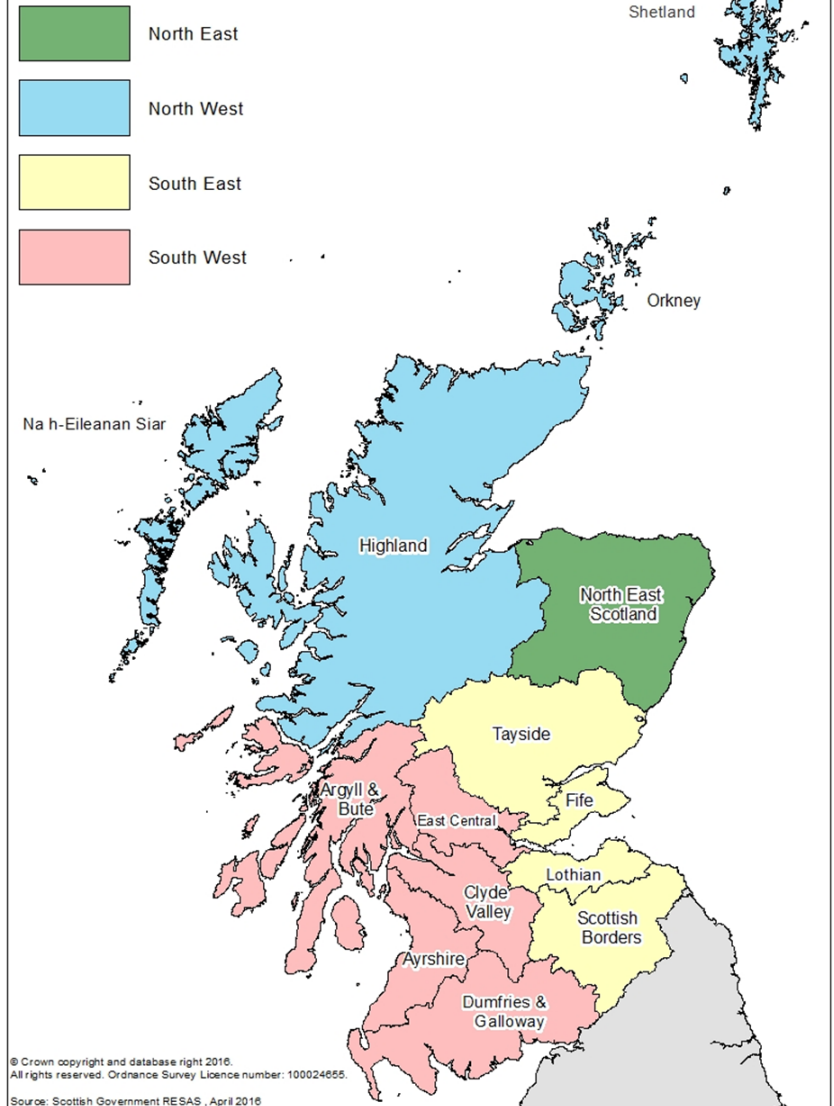 Shetland
North East
North West
South East
South West
Orkney
Na h-Eileanan Siar
Highland
North East
Scotland
Tayside
Argyll &
Bute
Fife
East Central
Lothian
Clyde
Valley
Scottish
Borders
Ayrshire
Dumfries &
Galloway
© Crown copyright and database right 2016.
All rights reserved. Ordnance Survey Licence number: 100024655.
Source: Scottish Government RESAS , April 2016